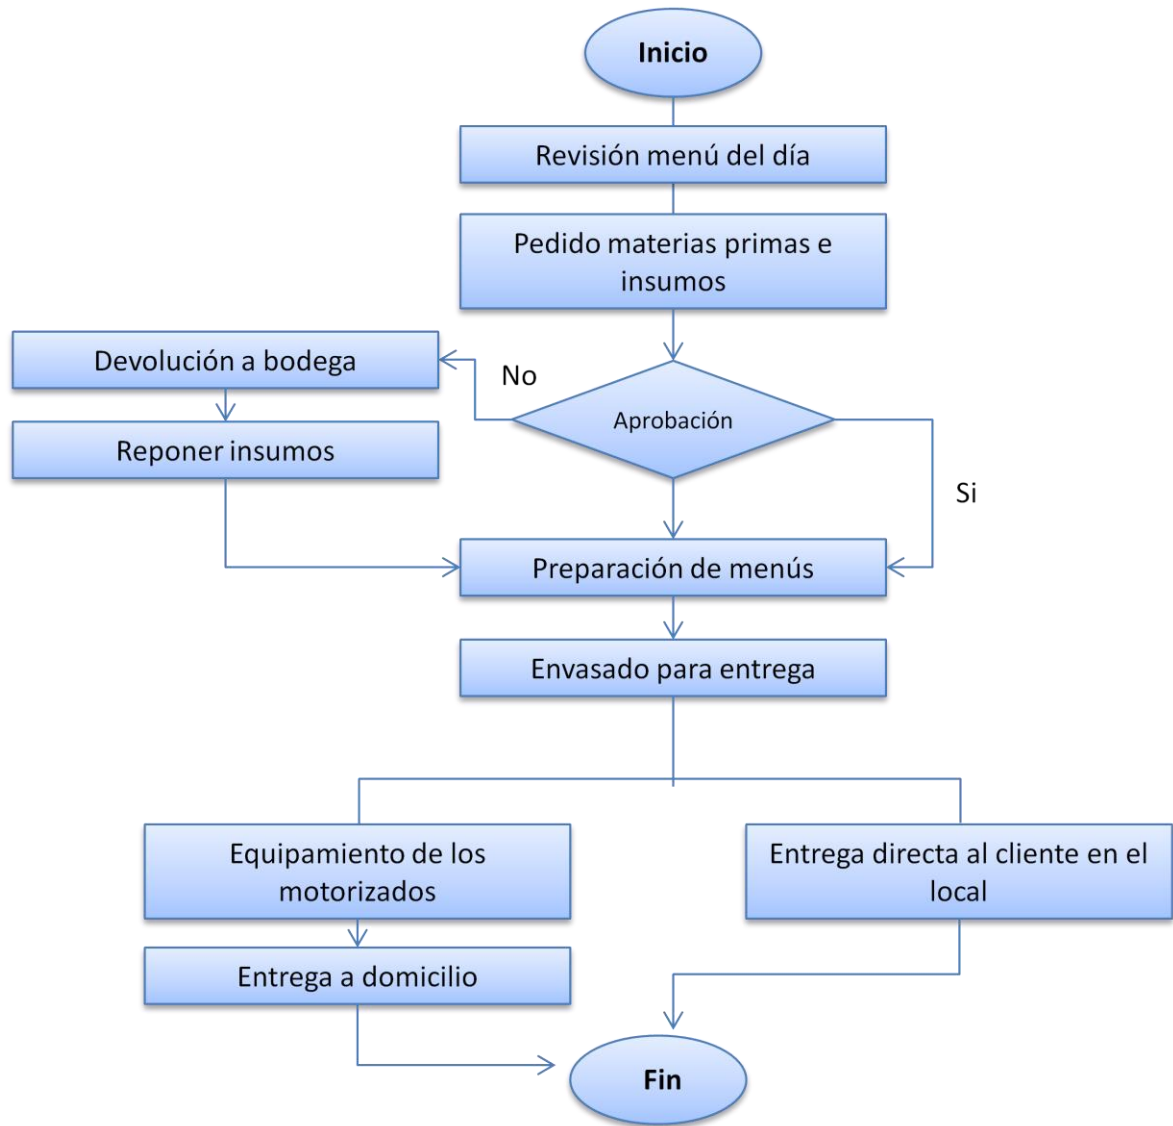 Inicio
Revisión menú del día
Pedido materias primas e
insumos
Devolución a bodega
No
Aprobación
Reponer insumos
Si
Preparación de menús
Envasado para entrega
Equipamiento de los
motorizados
Entrega directa al cliente en el
local
Entrega a domicilio
Fin